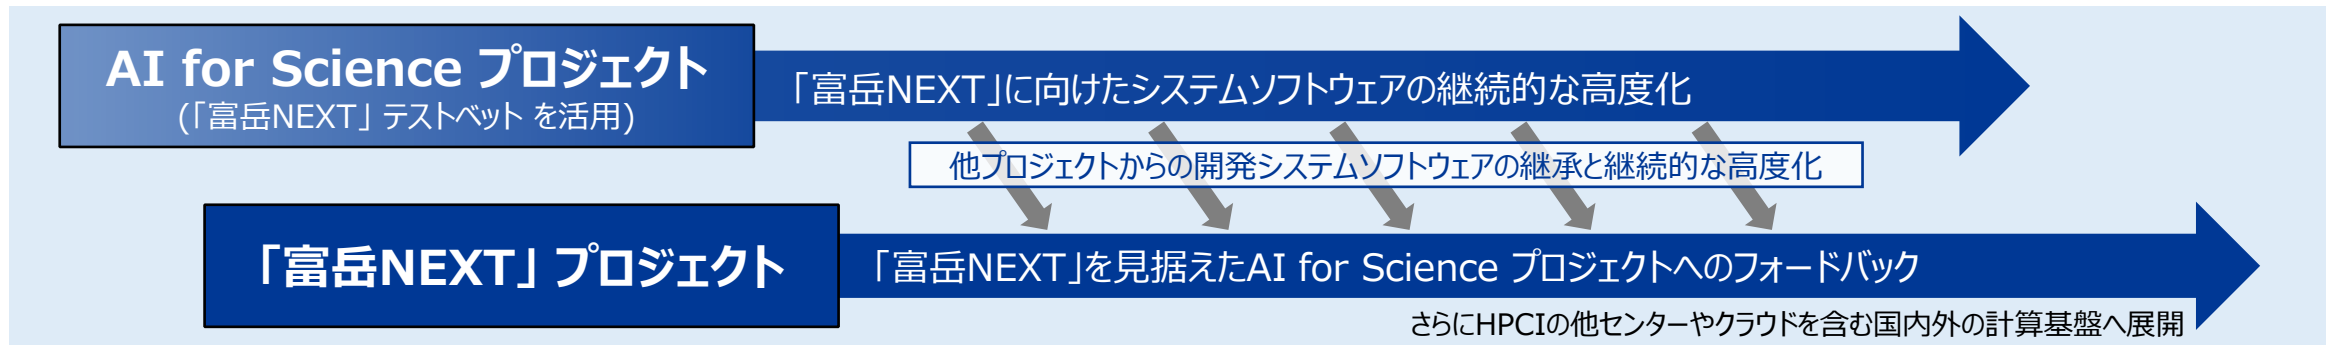 AI for Science プロジェクト
(「富岳NEXT」 テストベット を活用)
「富岳NEXT」に向けたシステムソフトウェアの継続的な高度化
他プロジェクトからの開発システムソフトウェアの継承と継続的な高度化
「富岳NEXT」 プロジェクト
「富岳NEXT」を見据えたAI for Science プロジェクトへのフォードバック
さらにHPCIの他センターやクラウドを含む国内外の計算基盤へ展開